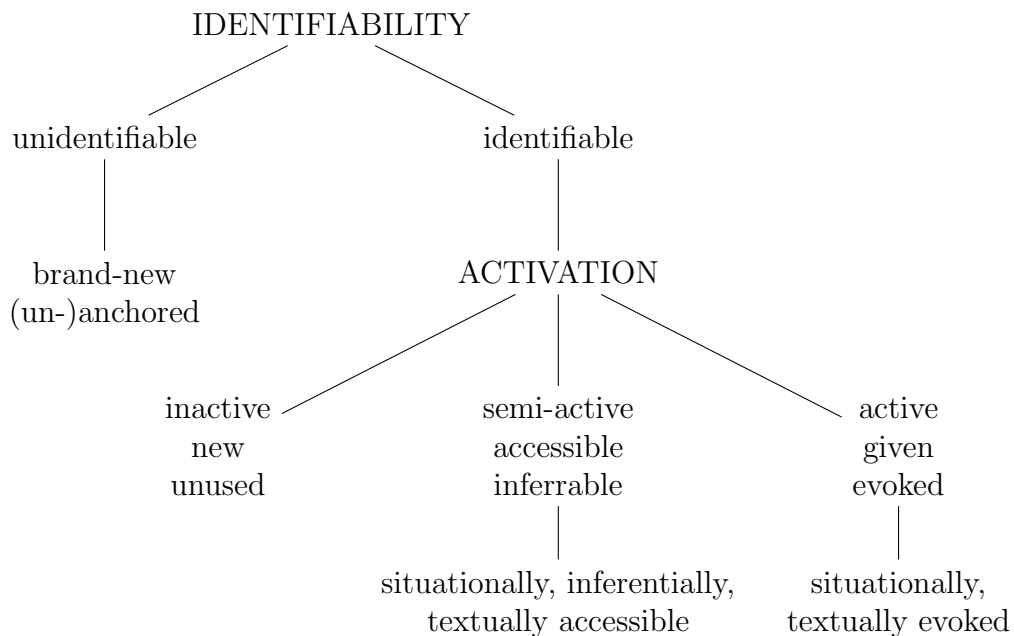 IDENTIFIABILITY
unidentifiable
identifiable
brand-new
(un-)anchored
ACTIVATION
inactive
new
unused
semi-active
accessible
inferrable
active
given
evoked
situationally, inferentially,
textually accessible
situationally,
textually evoked